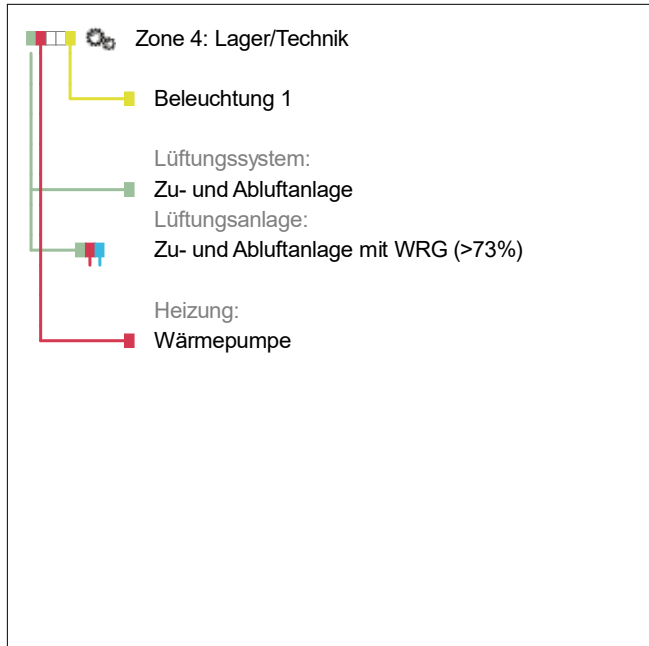 Zone 4: Lager/Technik
Beleuchtung 1
Lüftungssystem:
Zu- und Abluftanlage
Lüftungsanlage:
Zu- und Abluftanlage mit WRG (>73%)
Heizung:
Wärmepumpe